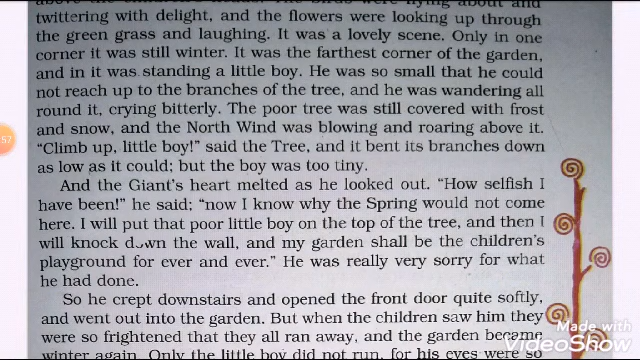 above the children's heads. The birds were flying about and
twittering with delight, and the flowers were looking up through
the green grass and laughing. It was a lovely scene. Only in one
corner it was still winter. It was the farthest corner of the garden,
and in it was standing a little boy. He was so small that he could
not reach up to the branches of the tree, and he was wandering all
round it, crying bitterly. The poor tree was still covered with frost
and snow, and the North Wind was blowing and roaring above it.
“Climb up, little boy!” said the Tree, and it bent its branches down
as low as it could; but the boy was too tiny.
And the Giant's heart melted as he looked out. “How selfish I
have been!” he said; “now I know why the Spring would not come
here. I will put that poor little boy on the top of the tree, and then I
will knock down the wall, and my garden shall be the children's
playground for ever and ever.” He was really very sorry for what
he had done.
So he crept downstairs and opened the front door quite softly,
and went out into the garden. But when the children saw him they
were so frightened that they all ran away, and the garden became
winter again. Only the little boy did not run, for his eyes were so
57
Made with
VideoShow